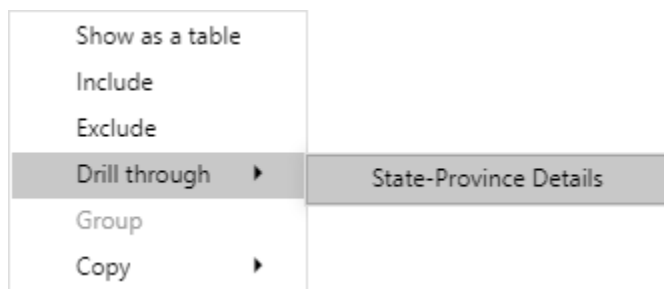 Show as a table
Include
Exclude
Drill through
State-Province Details
Group
Copy